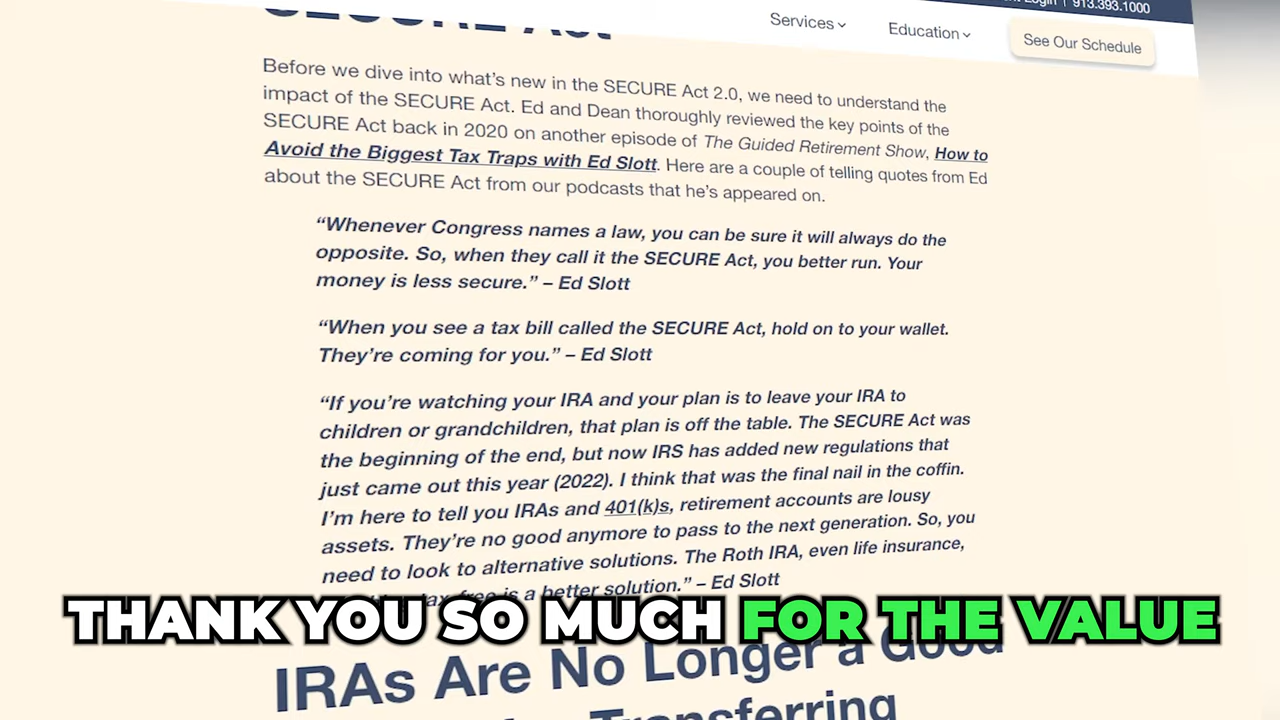 Login | 913.393.1000
Services
Education
See Our Schedule
SECURE Act
Before we dive into what's new in the SECURE Act 2.0, we need to understand the
impact of the SECURE Act. Ed and Dean thoroughly reviewed the key points of the
SECURE Act back in 2020 on another episode of The Guided Retirement Show, How to
Avoid the Biggest Tax Traps with Ed Slott. Here are a couple of telling quotes from Ed
about the SECURE Act from our podcasts that he's appeared on.
“Whenever Congress names a law, you can be sure it will always do the
opposite. So, when they call it the SECURE Act, you better run. Your
money is less secure.” – Ed Slott
“When you see a tax bill called the SECURE Act, hold on to your wallet.
They're coming for you.” – Ed Slott
“If you're watching your IRA and your plan is to leave your IRA to
children or grandchildren, that plan is off the table. The SECURE Act was
the beginning of the end, but now IRS has added new regulations that
just came out this year (2022). I think that was the final nail in the coffin.
I'm here to tell you IRAs and 401(k)s, retirement accounts are lousy
assets. They're no good anymore to pass to the next generation. So, you
need to look to alternative solutions. The Roth IRA, even life insurance,
is a better solution.” – Ed Slott
THANK YOU SO MUCH FOR THE VALUE
IRAs Are No Longer a Good
Transferring